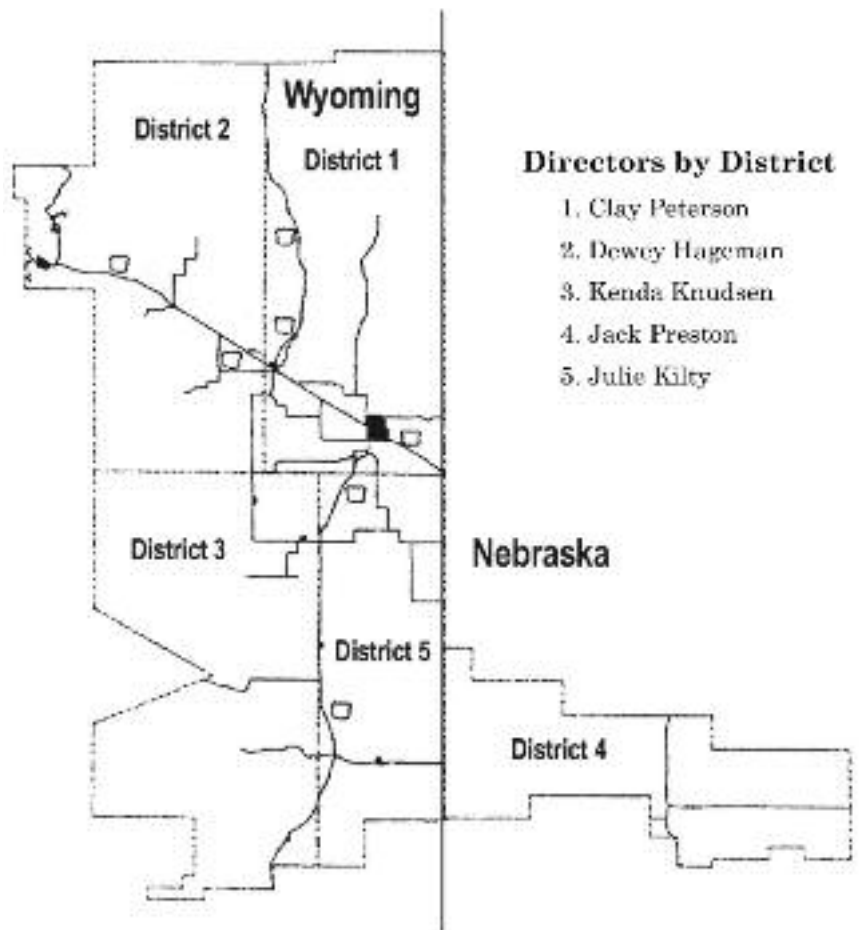 Wyoming
District 2
District 1
Directors by District
1. Clay Peterson
2. Dewey Hageman
3. Kenda Knudsen
4. Jack Preston
5. Julie Kilty
District 3
Nebraska
District 5
District 4